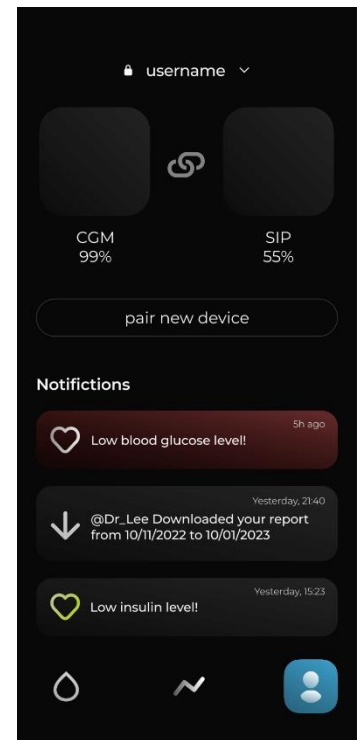 username
CGM
99%
SIP
55%
pair new device
Notifictions
5h ago
Low blood glucose level!
Yesterday, 21:40
@Dr_Lee Downloaded your report
from 10/11/2022 to 10/01/2023
Yesterday, 15:23
Low insulin level!